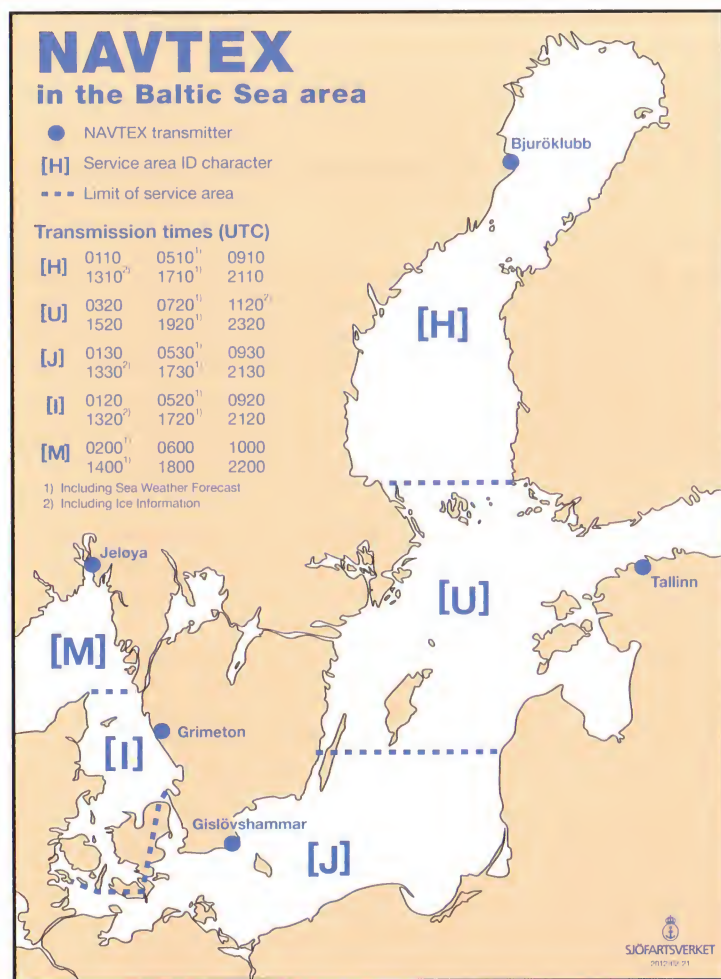 NAVTEX
in the Baltic Sea area
NAVTEX transmitter
[H] Service area ID character
Limit of service area
Transmission times (UTC)
[H] 0110 0510¹⁾ 0910
1310²⁾ 1710¹⁾ 2110
[U] 0320 0720¹⁾ 1120²⁾
1520 1920¹⁾ 2320
[J] 0130 0530¹⁾ 0930
1330²⁾ 1730¹⁾ 2130
[I] 0120 0520¹⁾ 0920
1320²⁾ 1720¹⁾ 2120
[M] 0200¹⁾ 0600 1000
1400¹⁾ 1800 2200
1) Including Sea Weather Forecast
2) Including Ice Information
Bjuröklubb
[H]
Jeløya
Tallinn
[U]
[M]
Grimeton
[I]
Gislövshammar
[J]
SJÖFARTSVERKET